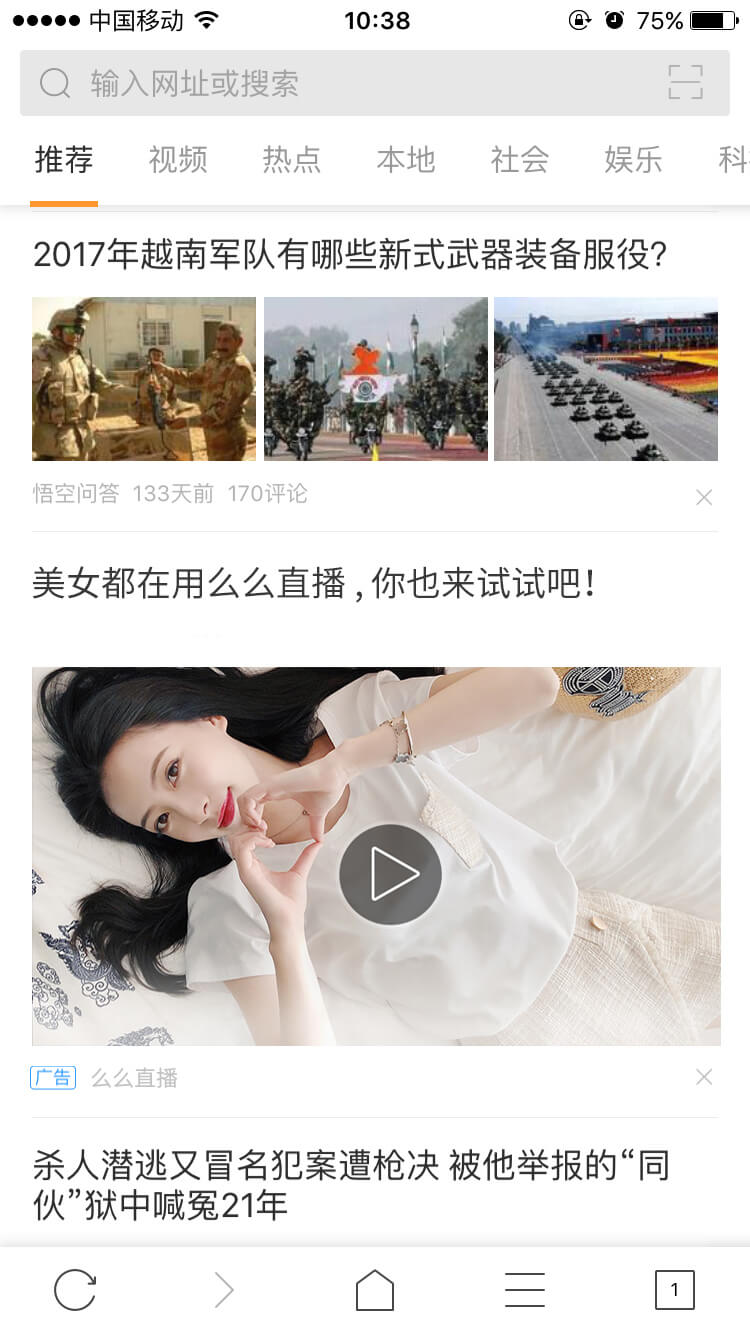 中国移动
10:38
75%
输入网址或搜索
推荐 视频 热点 本地 社会 娱乐 科
2017年越南军队有哪些新式武器装备服役?
悟空问答 133天前 170评论
美女都在用么么直播,你也来试试吧!
广告 么么直播
杀人潜逃又冒名犯案遭枪决 被他举报的“同
伙”狱中喊冤21年
1